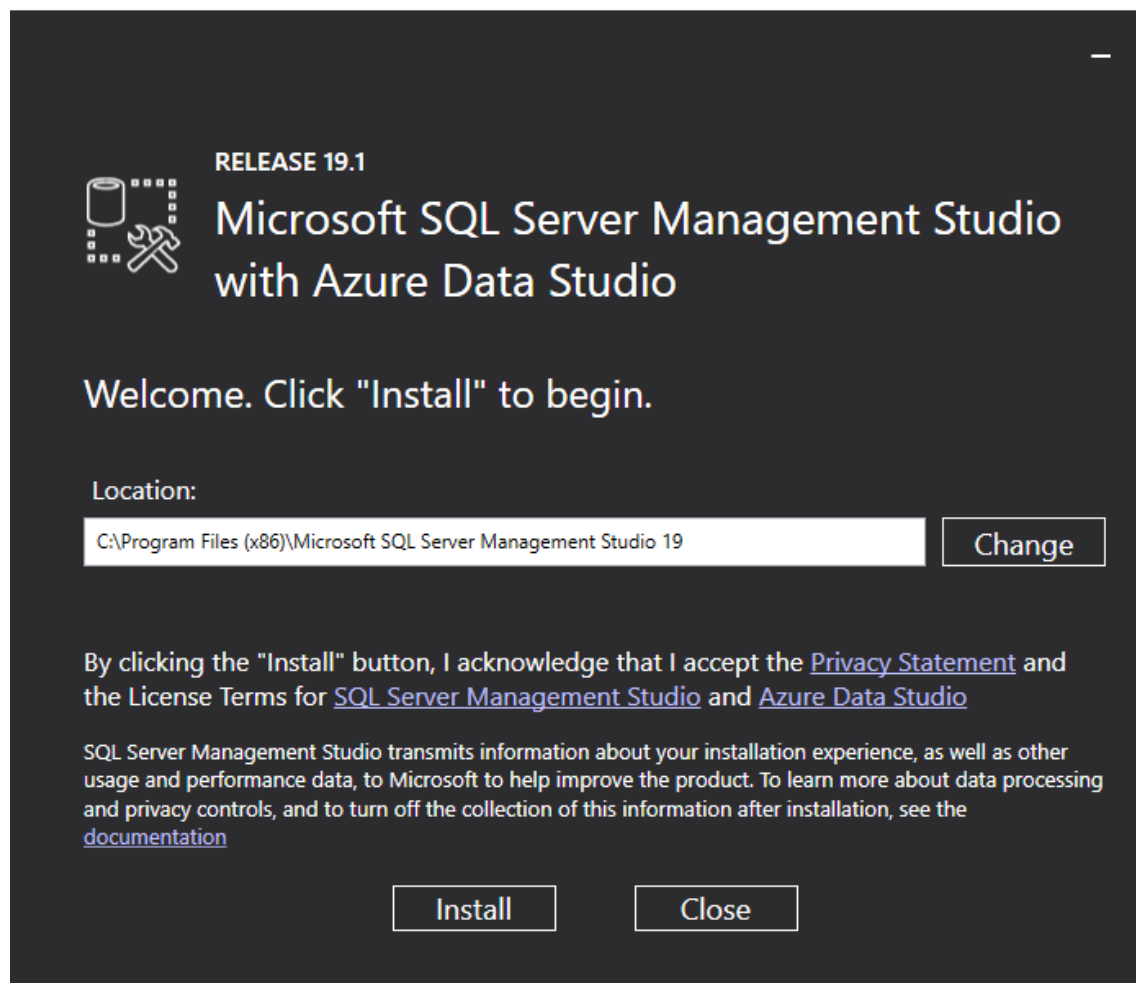 RELEASE 19.1
Microsoft SQL Server Management Studio
with Azure Data Studio
Welcome. Click "Install" to begin.
Location:
C:\Program Files (x86)\Microsoft SQL Server Management Studio 19
Change
By clicking the "Install" button, I acknowledge that I accept the Privacy Statement and
the License Terms for SQL Server Management Studio and Azure Data Studio
SQL Server Management Studio transmits information about your installation experience, as well as other
usage and performance data, to Microsoft to help improve the product. To learn more about data processing
and privacy controls, and to turn off the collection of this information after installation, see the
documentation
Install
Close